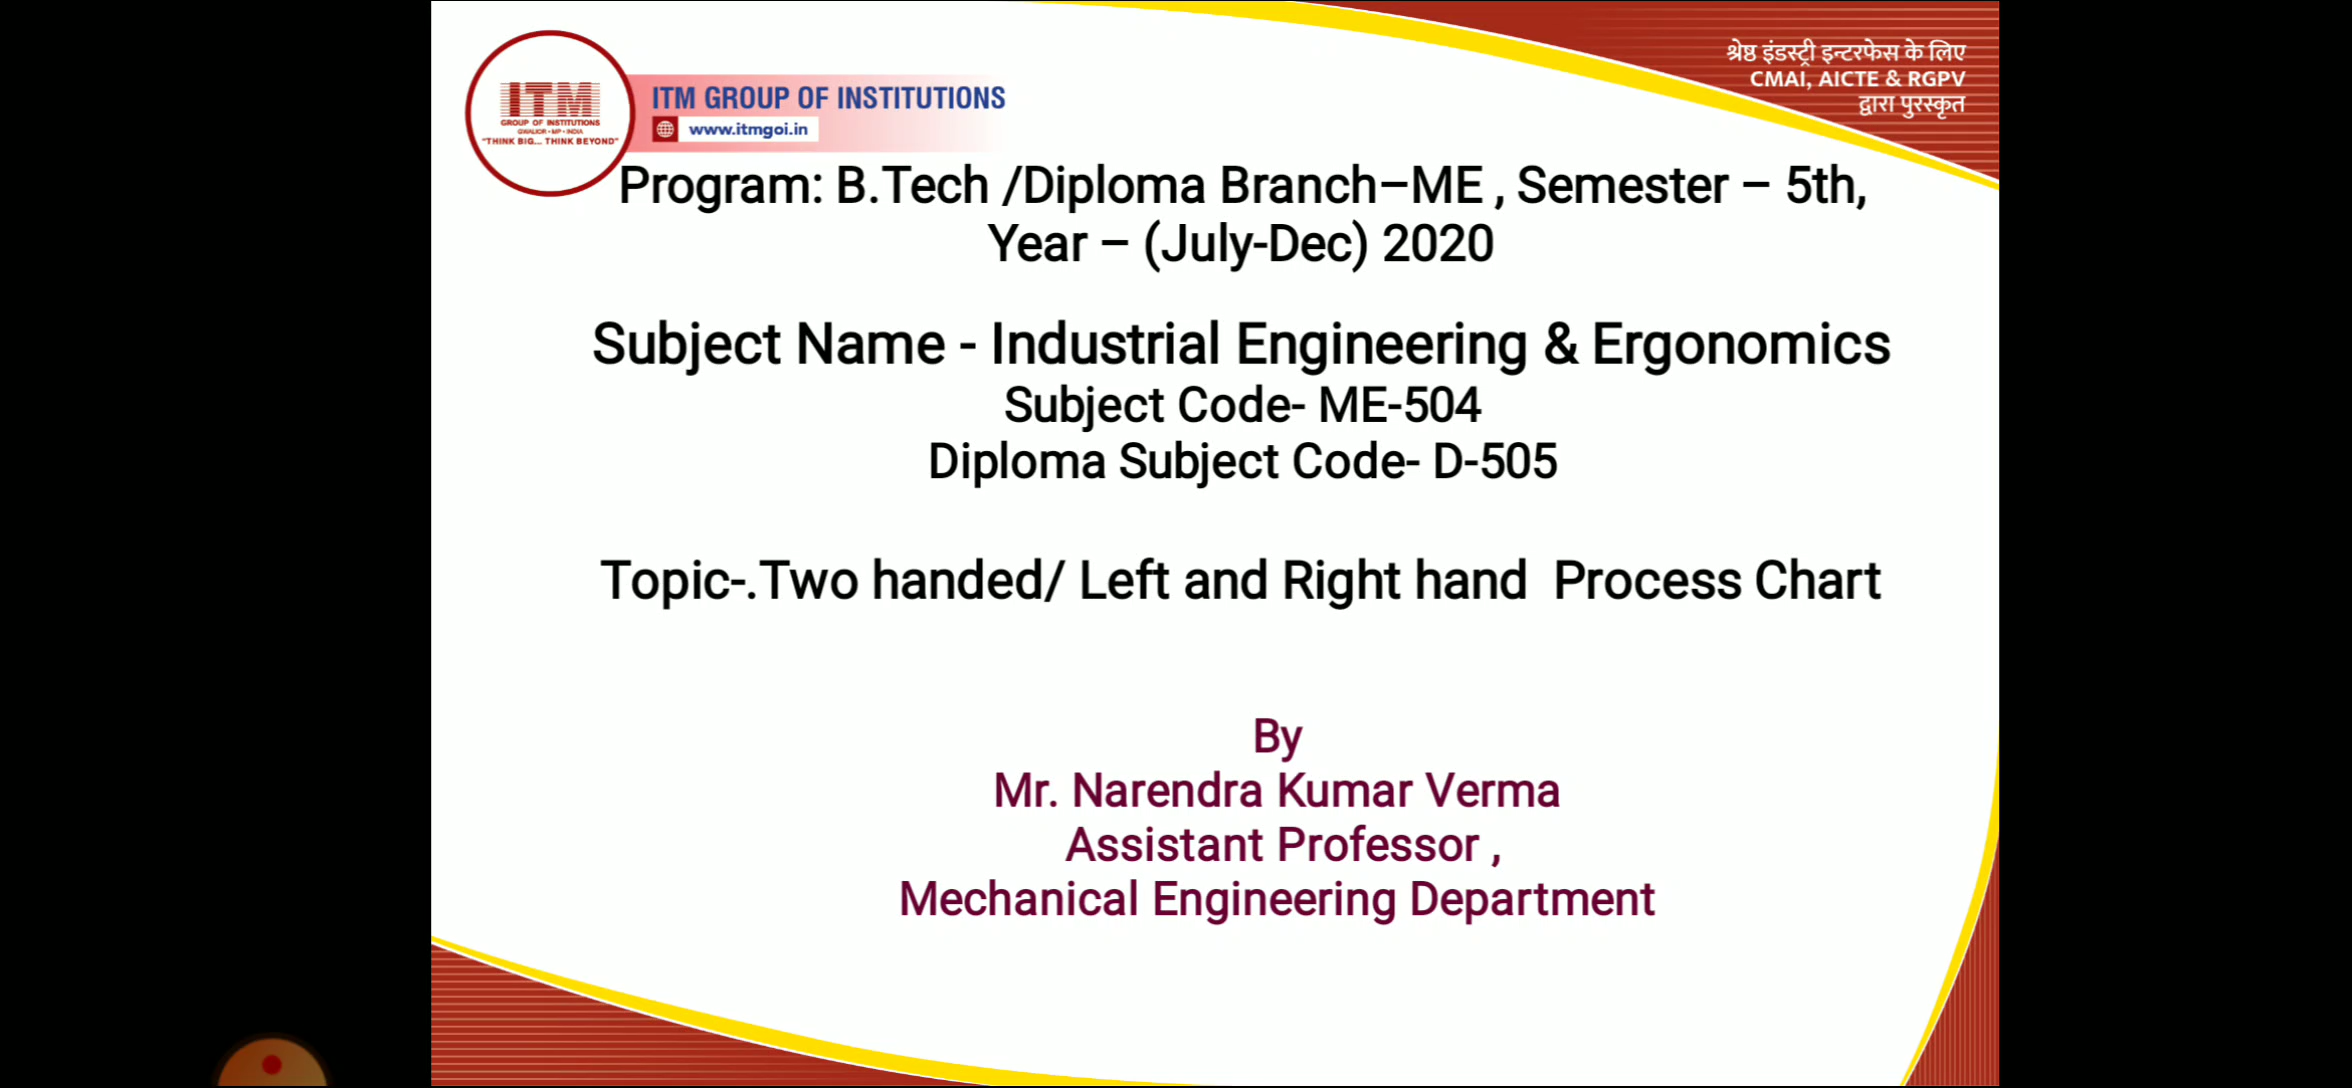 ITM
GROUP OF INSTITUTIONS
GWALIOR • MP • INDIA
"THINK BIG... THINK BEYOND"
ITM GROUP OF INSTITUTIONS
www.itmgoi.in
श्रेष्ठ इंडस्ट्री इन्टरफेस के लिए
CMAI, AICTE & RGPV
द्वारा पुरस्कृत
Program: B.Tech /Diploma Branch–ME , Semester – 5th,
Year – (July-Dec) 2020
Subject Name - Industrial Engineering & Ergonomics
Subject Code- ME-504
Diploma Subject Code- D-505
Topic-.Two handed/ Left and Right hand  Process Chart
By
Mr. Narendra Kumar Verma
Assistant Professor ,
Mechanical Engineering Department